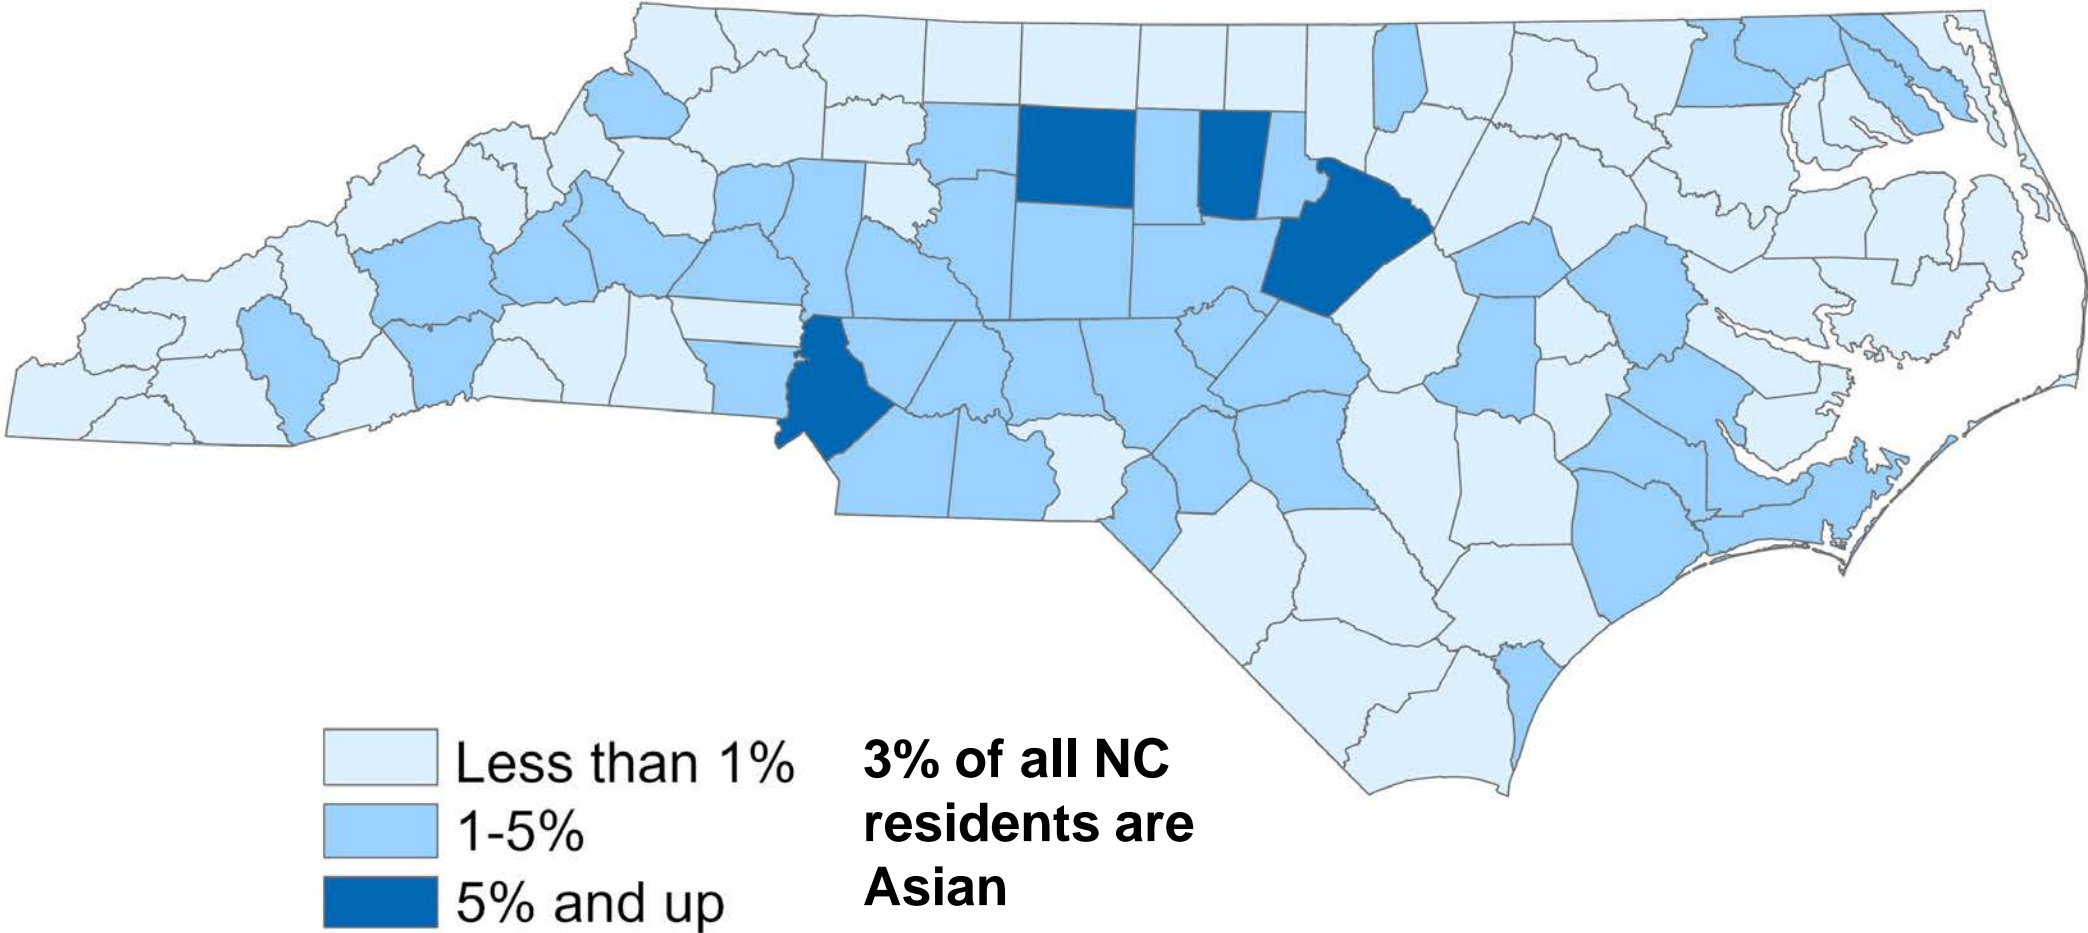 Less than 1%
1-5%
5% and up
3% of all NC
residents are
Asian